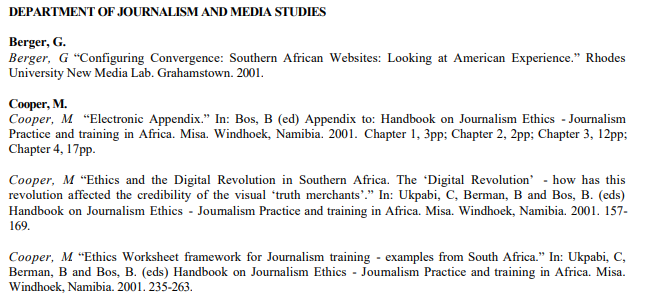 DEPARTMENT OF JOURNALISM AND MEDIA STUDIES
Berger, G.
Berger, G “Configuring Convergence: Southern African Websites: Looking at American Experience.” Rhodes
University New Media Lab. Grahamstown. 2001.
Cooper, M.
Cooper, M “Electronic Appendix.” In: Bos, B (ed) Appendix to: Handbook on Journalism Ethics - Journalism
Practice and training in Africa. Misa. Windhoek, Namibia. 2001. Chapter 1, 3pp; Chapter 2, 2pp; Chapter 3, 12pp;
Chapter 4, 17pp.
Cooper, M “Ethics and the Digital Revolution in Southern Africa. The ‘Digital Revolution’ - how has this
revolution affected the credibility of the visual ‘truth merchants’.” In: Ukpabi, C, Berman, B and Bos, B. (eds)
Handbook on Journalism Ethics - Journalism Practice and training in Africa. Misa. Windhoek, Namibia. 2001. 157-
169.
Cooper, M “Ethics Worksheet framework for Journalism training - examples from South Africa.” In: Ukpabi, C,
Berman, B and Bos, B. (eds) Handbook on Journalism Ethics - Journalism Practice and training in Africa. Misa.
Windhoek, Namibia. 2001. 235-263.